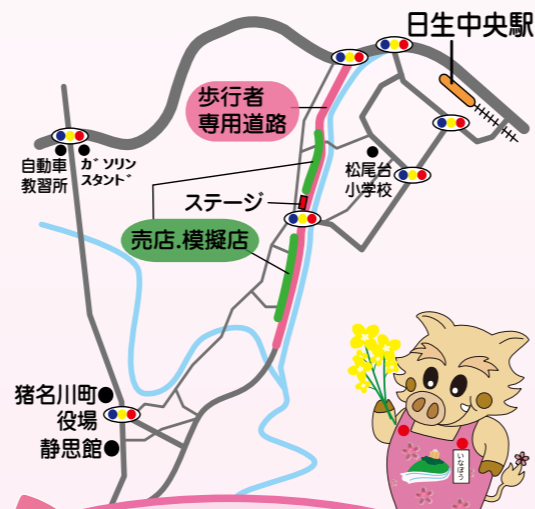 日生中央駅
歩行者
専用道路
自動車
教習所
ガソリン
スタンド
松尾台
小学校
ステージ
売店.模擬店
猪名川町
役場
静思館
いなぼう